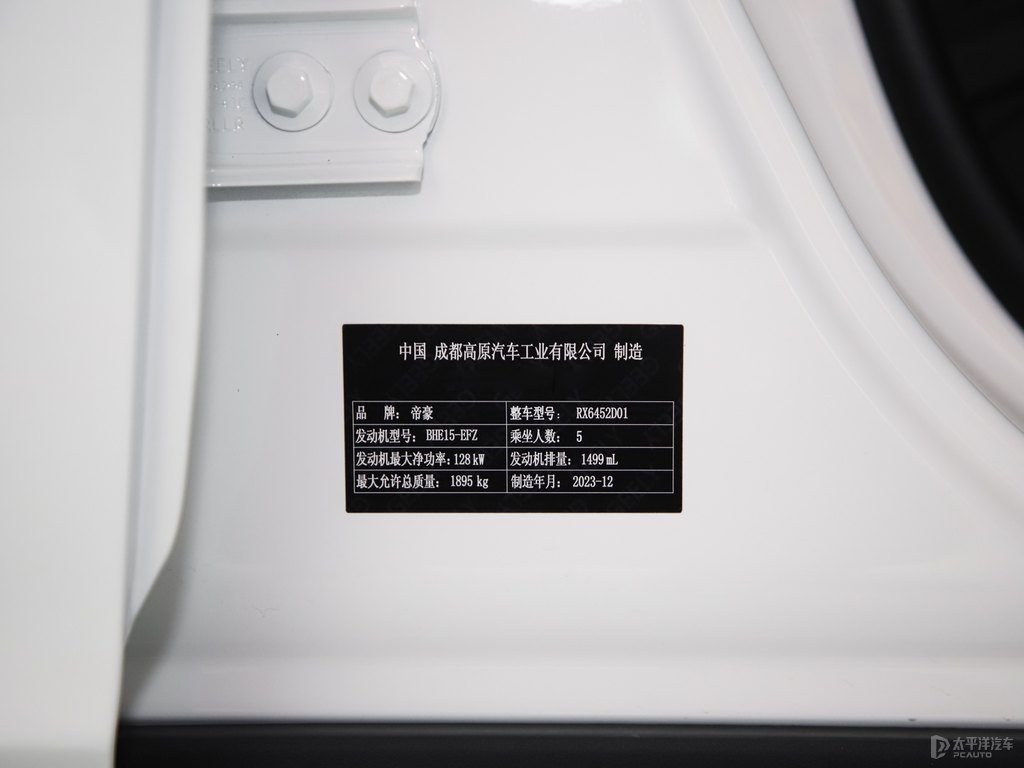 中国 成都高原汽车工业有限公司 制造
品 牌: 帝豪 整车型号: RX6452D01
发动机型号: BHE15-EFZ 乘坐人数: 5
发动机最大净功率: 128 kW 发动机排量: 1499 mL
最大允许总质量: 1895 kg 制造年月: 2023-12
太平洋汽车
PCAUTO